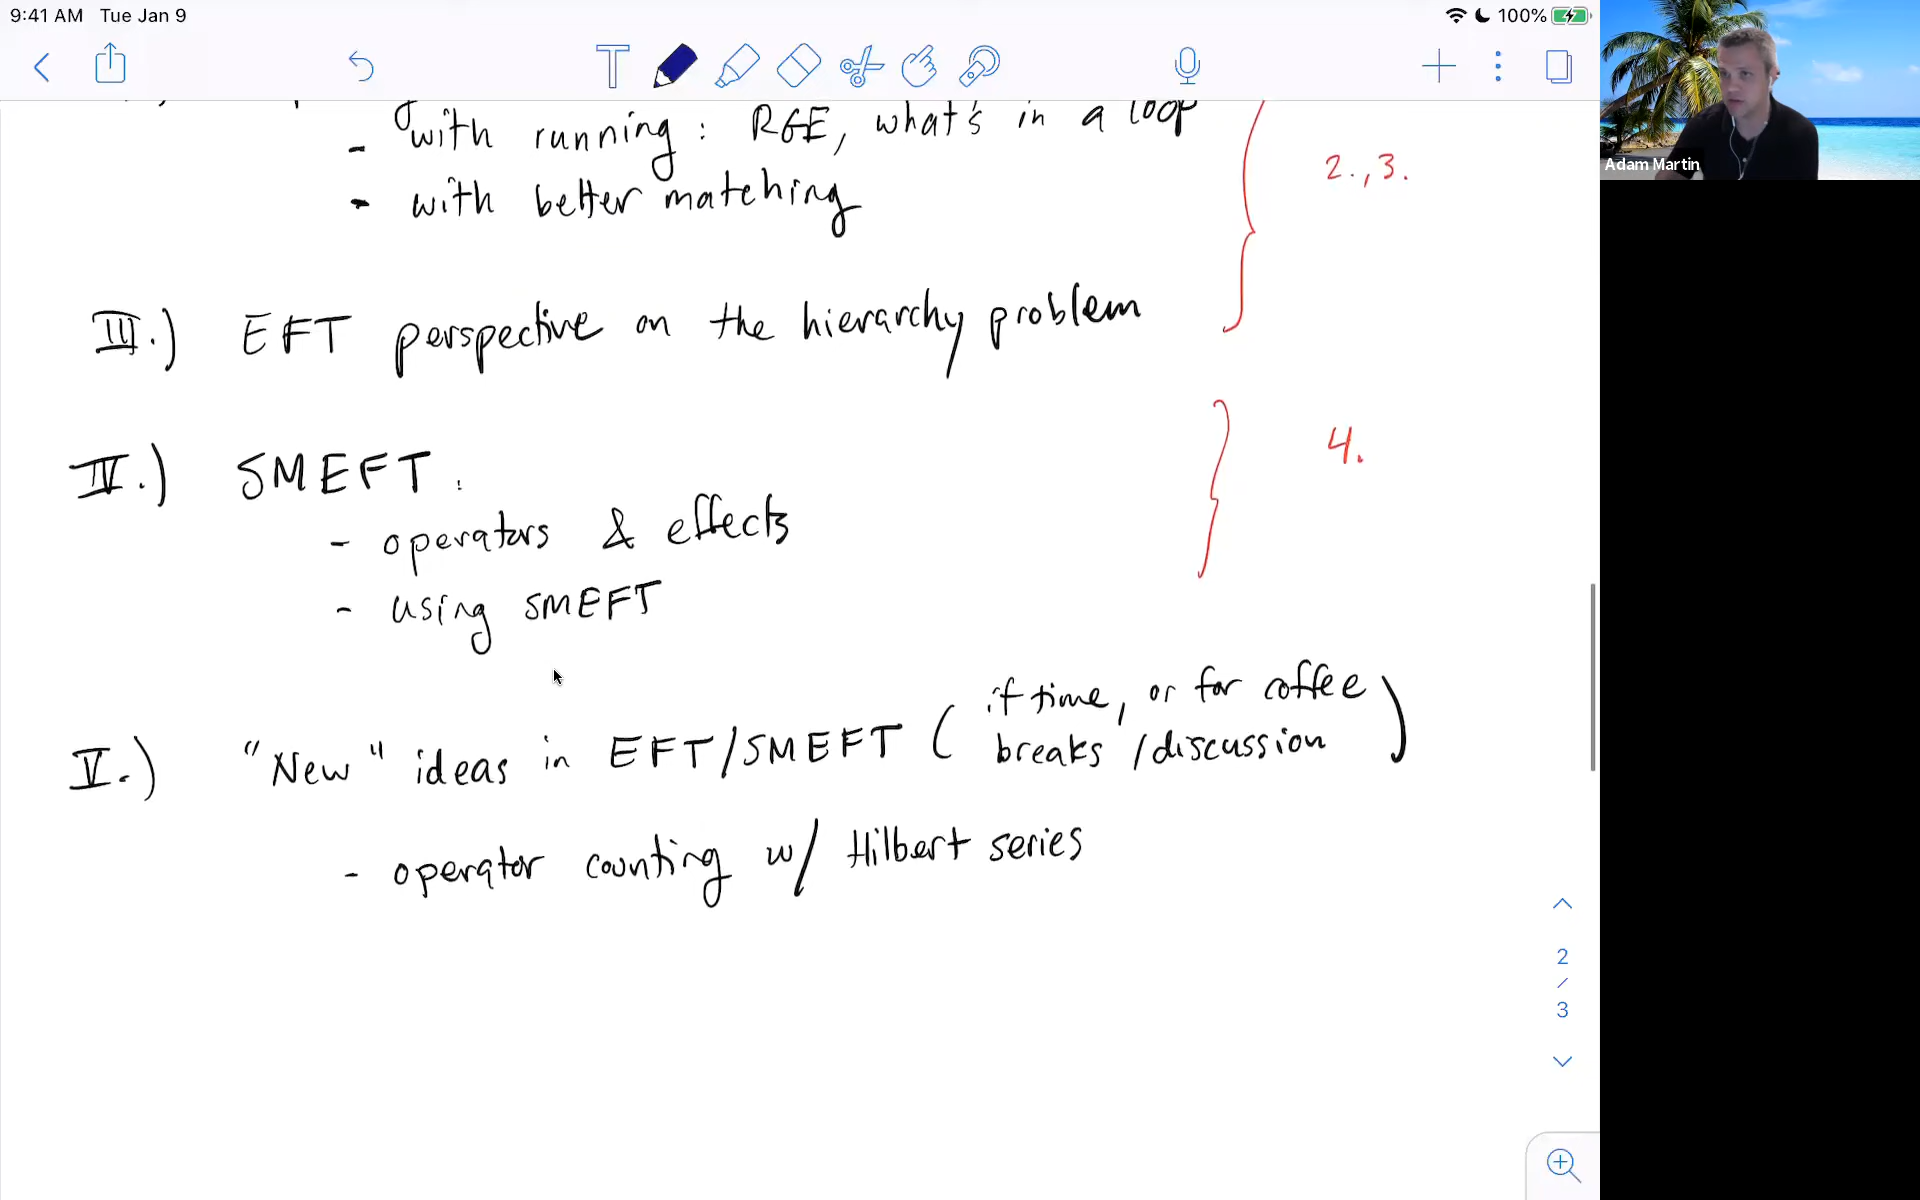 9:41 AM Tue Jan 9
100%
Adam Martin
- with running : RGE, what's in a loop
- with better matching
2.,3.
III.) EFT perspective on the hierarchy problem
IV.) SMEFT :
4.
- operators & effects
- using SMEFT
V.) "New" ideas in EFT/SMEFT ( if time, or for coffee
breaks /discussion )
- operator counting w/ Hilbert series
2
/
3